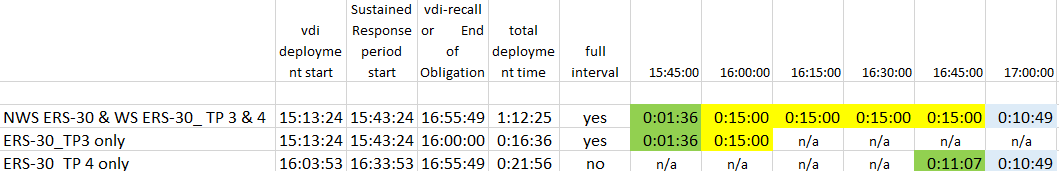 Sustained vdi-recall
vdi Response or End total
deployme period of deployme full
nt start start Obligation nt time interval 15:45:00 16:00:00 16:15:00 16:30:00 16:45:00 17:00:00
NWS ERS-30 & WS ERS-30_ TP 3 & 4 15:13:24 15:43:24 16:55:49 1:12:25 yes 0:01:36 0:15:00 0:15:00 0:15:00 0:15:00 0:10:49
ERS-30_TP3 only 15:13:24 15:43:24 16:00:00 0:16:36 yes 0:01:36 0:15:00 n/a n/a n/a n/a
ERS-30 TP 4 only 16:03:53 16:33:53 16:55:49 0:21:56 no n/a n/a n/a n/a 0:11:07 0:10:49